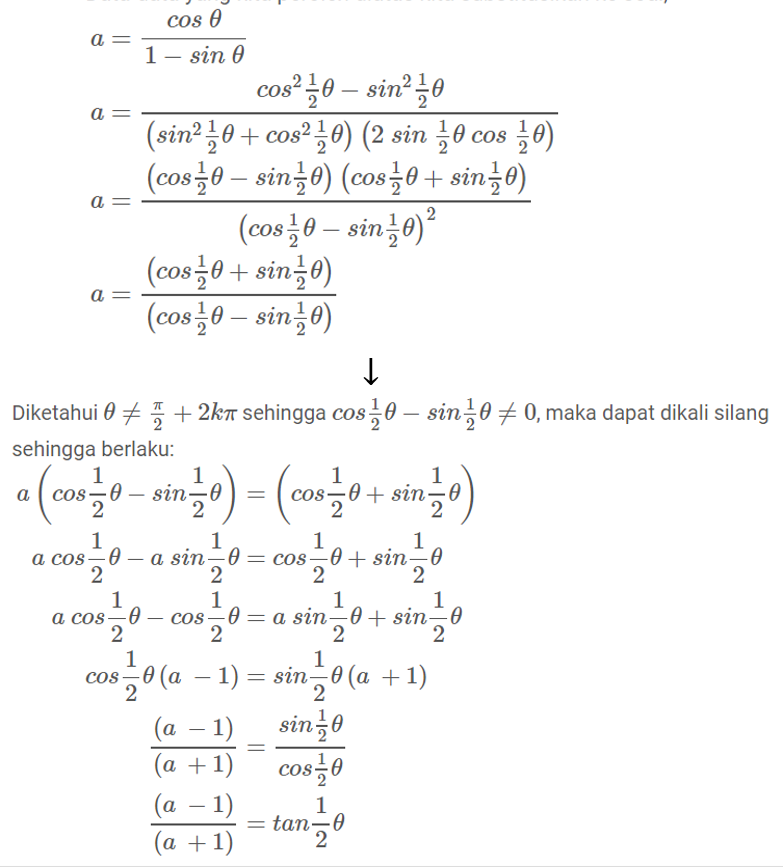 a = cos θ / (1 − sin θ)
a = (cos² ½θ − sin² ½θ) / ((sin² ½θ + cos² ½θ) (2 sin ½θ cos ½θ))
a = ((cos ½θ − sin ½θ) (cos ½θ + sin ½θ)) / (cos ½θ − sin ½θ)²
a = (cos ½θ + sin ½θ) / (cos ½θ − sin ½θ)
↓
Diketahui θ ≠ π/2 + 2kπ sehingga cos ½θ − sin ½θ ≠ 0, maka dapat dikali silang
sehingga berlaku:
a (cos ½θ − sin ½θ) = (cos ½θ + sin ½θ)
a cos ½θ − a sin ½θ = cos ½θ + sin ½θ
a cos ½θ − cos ½θ = a sin ½θ + sin ½θ
cos ½θ (a − 1) = sin ½θ (a + 1)
(a − 1) / (a + 1) = sin ½θ / cos ½θ
(a − 1) / (a + 1) = tan ½θ